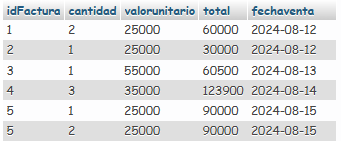 idFactura cantidad valorunitario total fechaventa
1 2 25000 60000 2024-08-12
2 1 25000 30000 2024-08-12
3 1 55000 60500 2024-08-13
4 3 35000 123900 2024-08-14
5 1 25000 90000 2024-08-15
5 2 25000 90000 2024-08-15